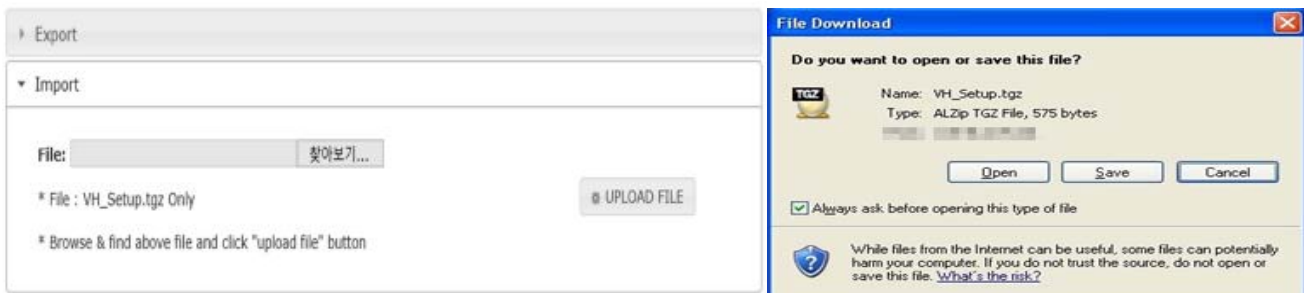 Export
Import
File:
찾아보기...
* File : VH_Setup.tgz Only
UPLOAD FILE
* Browse & find above file and click "upload file" button
File Download
Do you want to open or save this file?
TGZ
Name: VH_Setup.tgz
Type: ALZip TGZ File, 575 bytes
Open
Save
Cancel
Always ask before opening this type of file
While files from the Internet can be useful, some files can potentially
harm your computer. If you do not trust the source, do not open or
save this file. What's the risk?